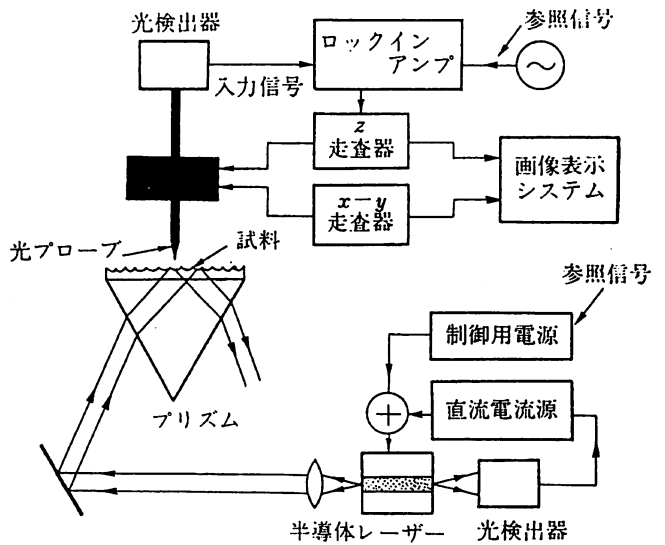 光検出器
ロックイン
アンプ
参照信号
入力信号
z
走査器
画像表示
システム
x－y
走査器
光プローブ
試料
参照信号
制御用電源
プリズム
直流電流源
半導体レーザー
光検出器